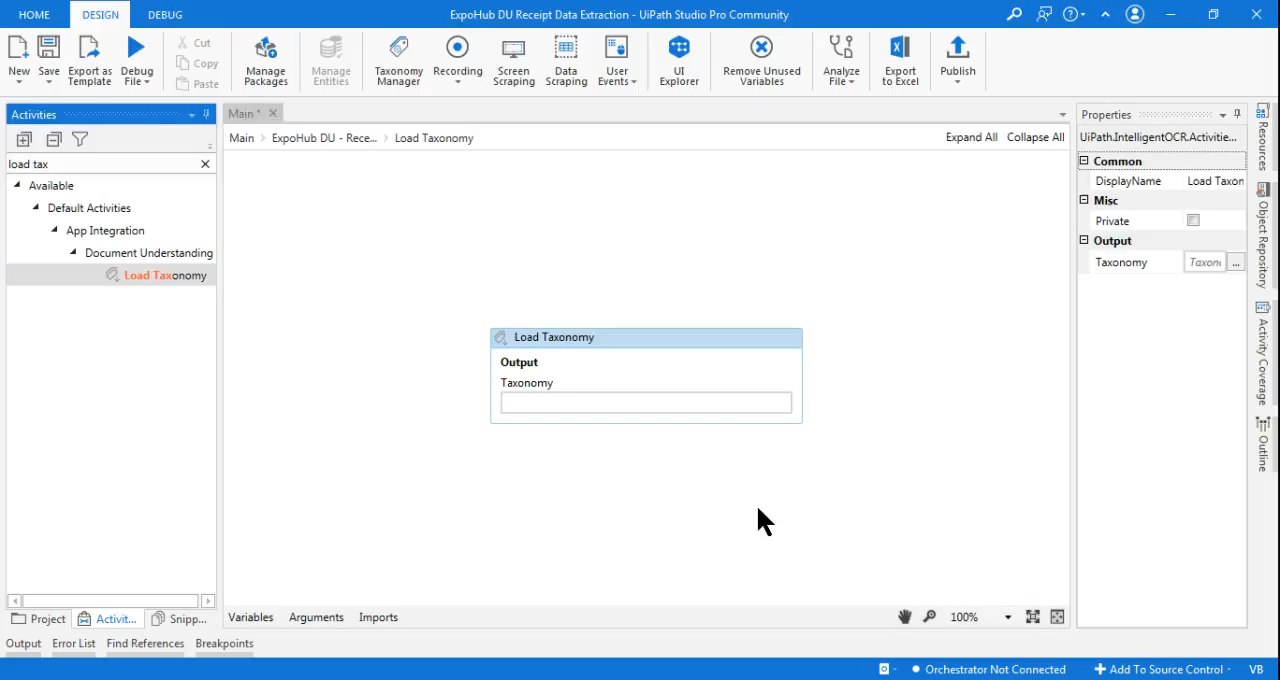 HOME DESIGN DEBUG ExpoHub DU Receipt Data Extraction - UiPath Studio Pro Community
New Save Export as Template Debug File Cut Copy Paste Manage Packages Manage Entities Taxonomy Manager Recording Screen Scraping Data Scraping User Events UI Explorer Remove Unused Variables Analyze File Export to Excel Publish
Activities Main * Properties
Main ExpoHub DU - Rece... Load Taxonomy Expand All Collapse All UiPath.IntelligentOCR.Activitie...
load tax
Common
Available
DisplayName Load Taxon
Default Activities
Misc
App Integration
Private
Document Understanding
Output
Load Taxonomy
Taxonomy Taxon ...
Resources
Object Repository
Activity Coverage
Outline
Load Taxonomy
Output
Taxonomy
Project Activit... Snipp... Variables Arguments Imports 100%
Output Error List Find References Breakpoints
Orchestrator Not Connected Add To Source Control VB